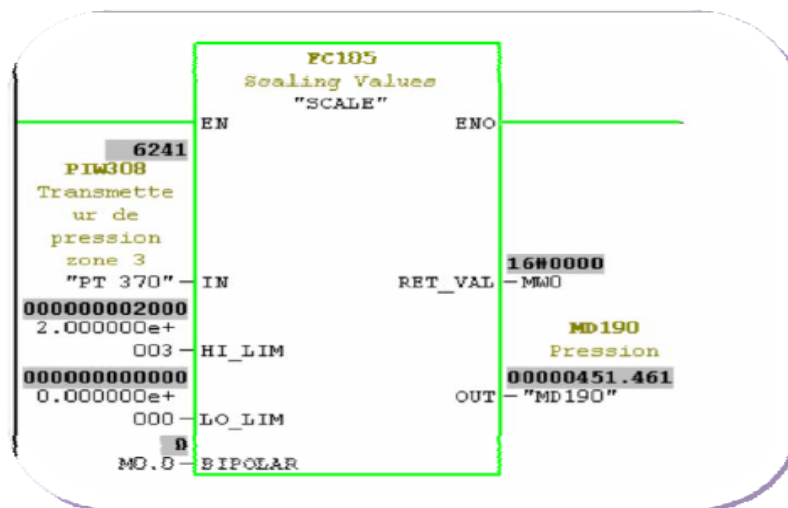 FC105
Scaling Values
"SCALE"
EN ENO
6241
PIW308
Transmette
ur de
pression
zone 3
"PT 370" IN
16#0000
RET_VAL MW0
000000002000
2.000000e+
003 HI_LIM
MD190
Pression
000000000000
0.000000e+
000 LO_LIM
00000451.461
OUT "MD190"
0
BIPOLAR